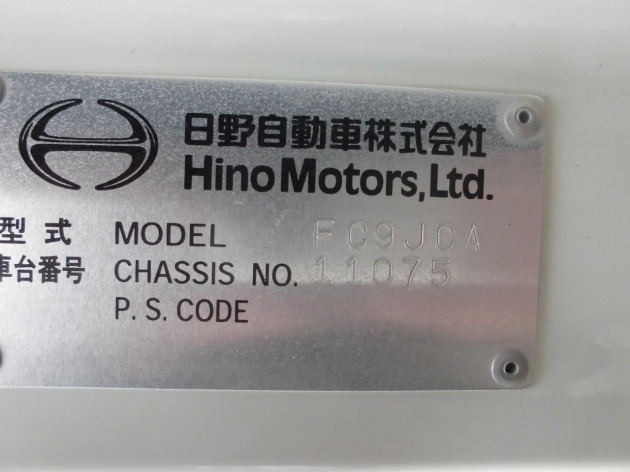 日野自動車株式会社
Hino Motors, Ltd.
型式 MODEL FC9JCA
車台番号 CHASSIS NO. 11075
P. S. CODE